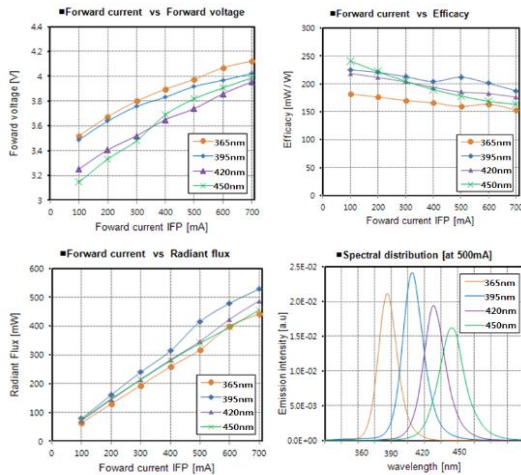 ■Forward current vs Forward voltage
4.2
4
3.8
3.6
3.4
3.2
3
Foward voltage [V]
365nm
395nm
420nm
450nm
0 100 200 300 400 500 600 700
Foward current IFP [mA]
■Forward current vs Efficacy
300
250
200
150
100
50
0
Efficacy [mW/ W]
365nm
395nm
420nm
450nm
0 100 200 300 400 500 600 700
Foward current IFP [mA]
■Forward current vs Radiant flux
600
500
400
300
200
100
0
Radiant Flux [mW]
365nm
395nm
420nm
450nm
0 100 200 300 400 500 600 700
Foward current IFP [mA]
■Spectral distribution [at 500mA]
2.5E-02
2.0E-02
1.5E-02
1.0E-02
5.0E-03
0.0E+00
Emission intensity [a.u]
365nm
395nm
420nm
450nm
360 390 420 450
wavelength [nm]